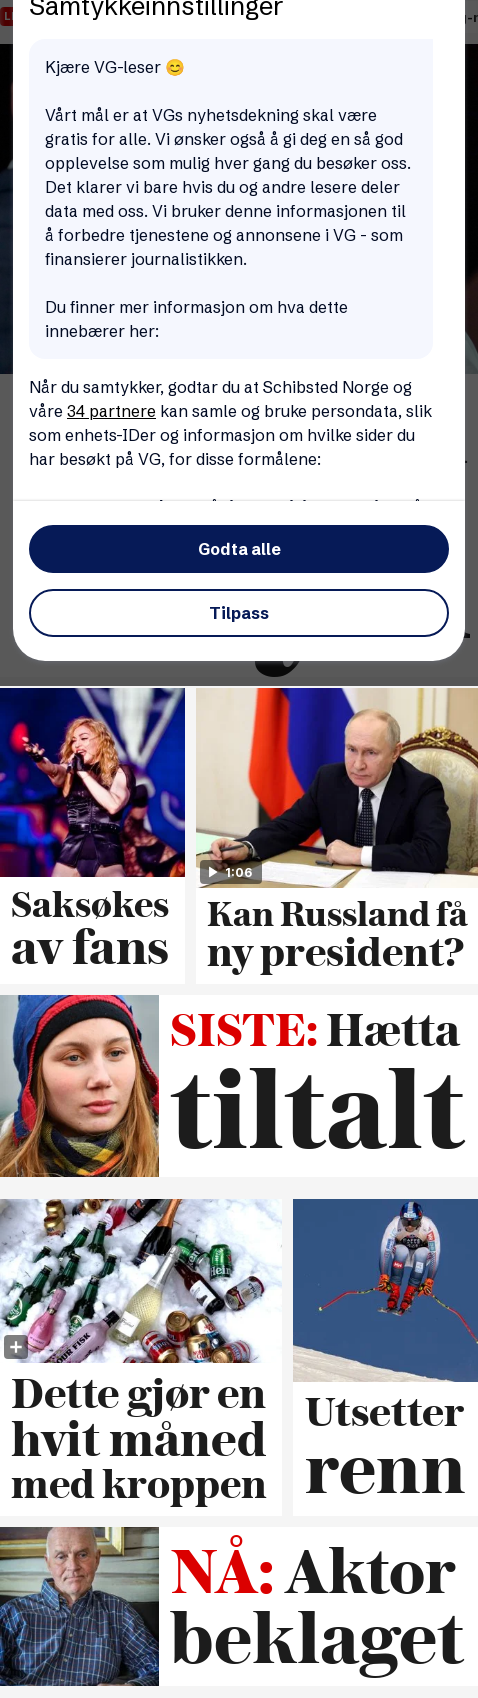 Samtykkeinnstillinger
Kjære VG-leser 😊
Vårt mål er at VGs nyhetsdekning skal være
gratis for alle. Vi ønsker også å gi deg en så god
opplevelse som mulig hver gang du besøker oss.
Det klarer vi bare hvis du og andre lesere deler
data med oss. Vi bruker denne informasjonen til
å forbedre tjenestene og annonsene i VG - som
finansierer journalistikken.
Du finner mer informasjon om hva dette
innebærer her:
Når du samtykker, godtar du at Schibsted Norge og
våre 34 partnere kan samle og bruke persondata, slik
som enhets-IDer og informasjon om hvilke sider du
har besøkt på VG, for disse formålene:
Godta alle
Tilpass
1:06
Saksøkes
av fans
Kan Russland få
ny president?
SISTE: Hætta
tiltalt
Dette gjør en
hvit måned
med kroppen
Utsetter
renn
NÅ: Aktor
beklaget